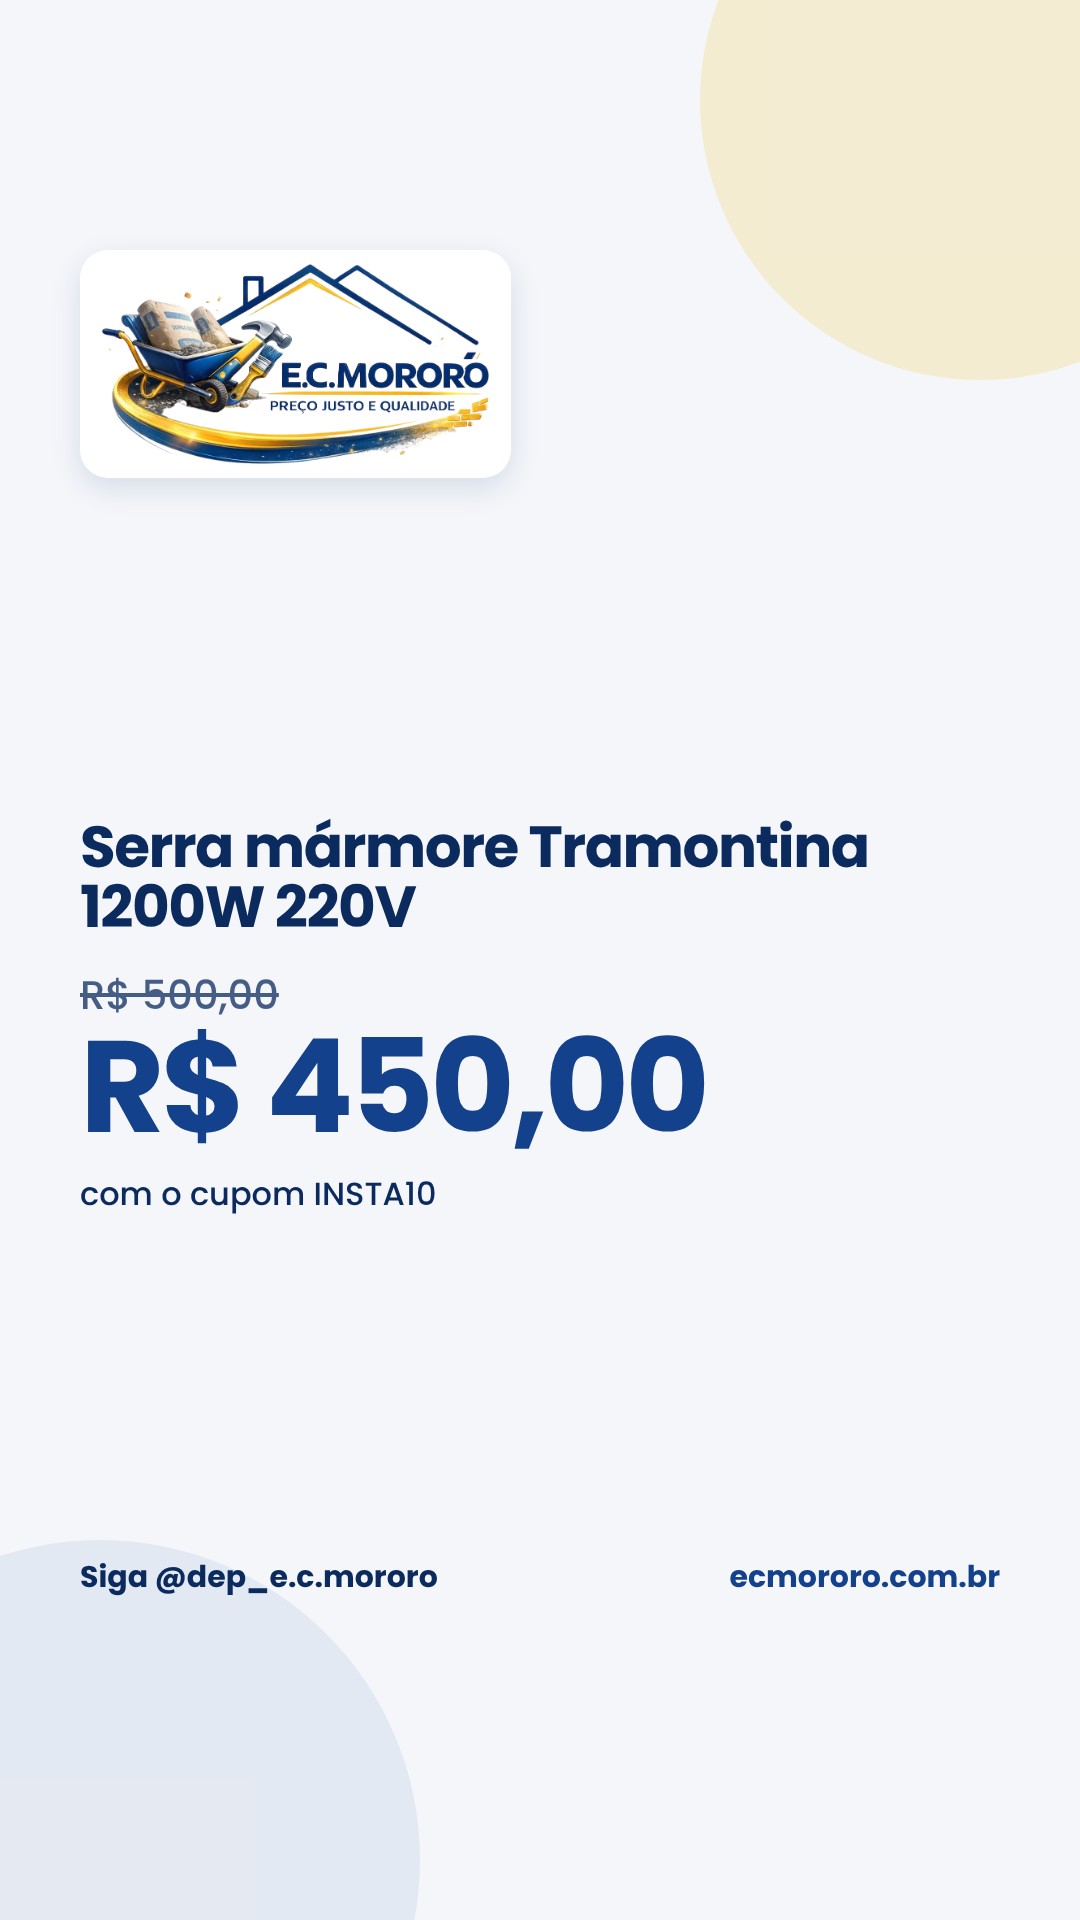 E.C.MORORÓ
PREÇO JUSTO E QUALIDADE
Serra mármore Tramontina
1200W 220V
R$ 500,00
R$ 450,00
com o cupom INSTA10
Siga @dep_e.c.mororo
ecmororo.com.br